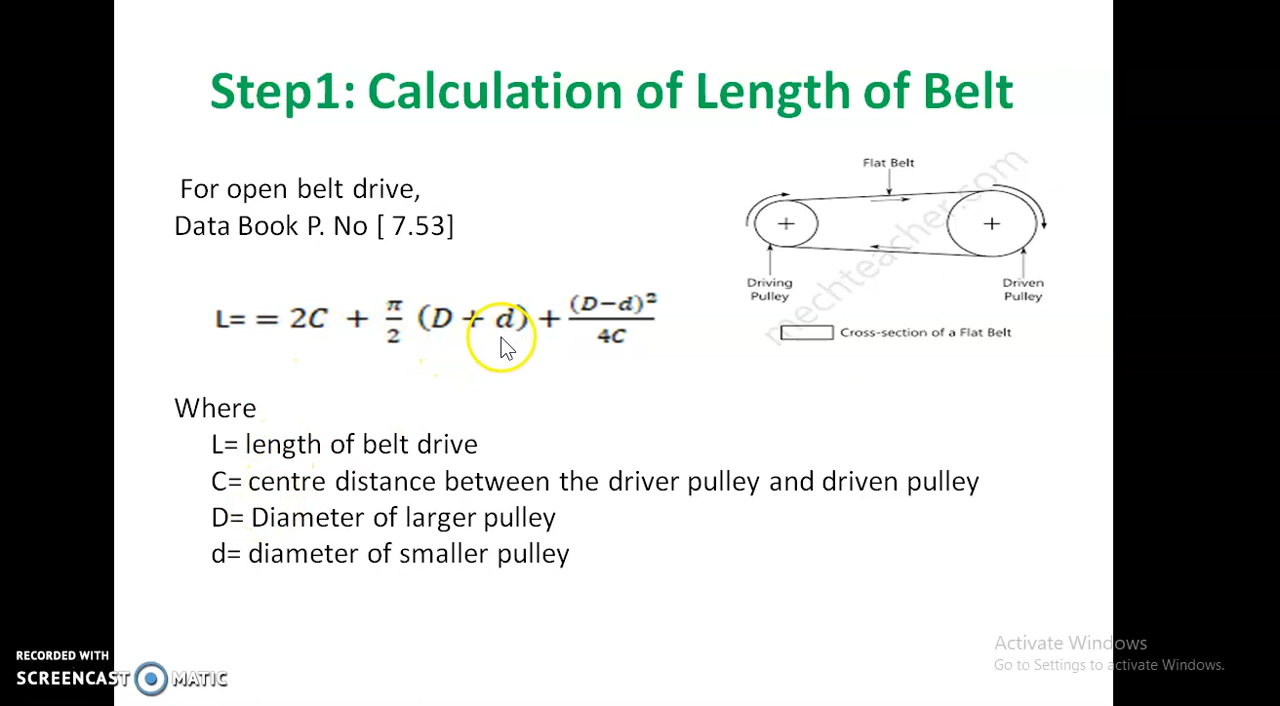 Step1: Calculation of Length of Belt
For open belt drive,
Data Book P. No [ 7.53]
L= = 2C + π/2 (D + d) + (D−d)²/4C
Flat Belt
Driving
Pulley
Driven
Pulley
Cross-section of a Flat Belt
mechteacher.com
Where
L= length of belt drive
C= centre distance between the driver pulley and driven pulley
D= Diameter of larger pulley
d= diameter of smaller pulley
Activate Windows
Go to Settings to activate Windows.
RECORDED WITH
SCREENCAST MATIC